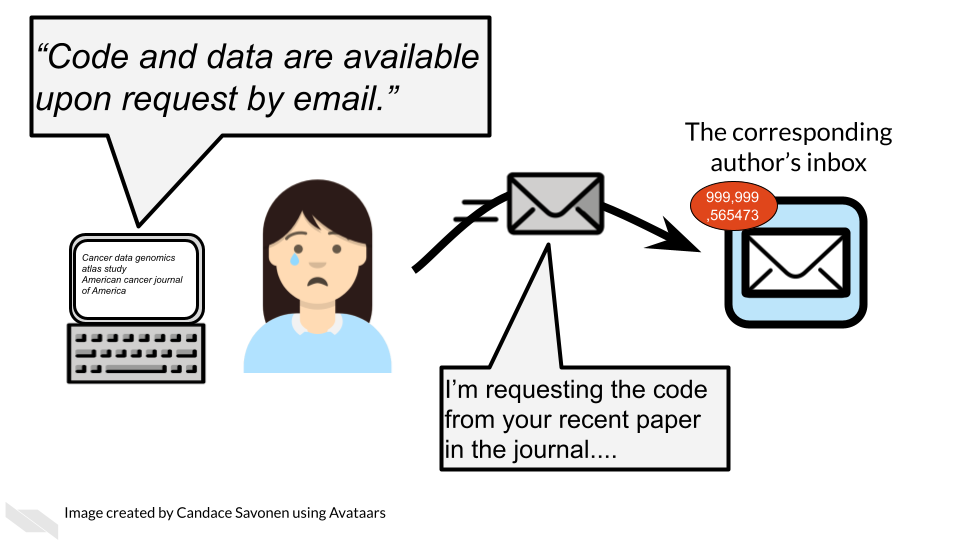 “Code and data are available
upon request by email.”
The corresponding
author’s inbox
999,999
,565473
Cancer data genomics
atlas study
American cancer journal
of America
I’m requesting the code
from your recent paper
in the journal....
Image created by Candace Savonen using Avataars